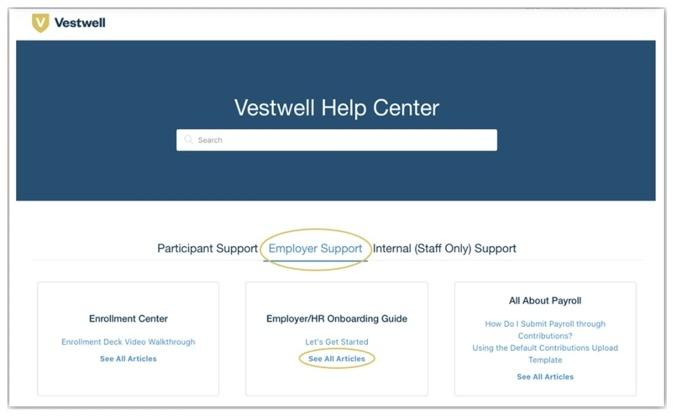 Vestwell
Vestwell Help Center
Search
Participant Support Employer Support Internal (Staff Only) Support
Enrollment Center
Enrollment Deck Video Walkthrough
See All Articles
Employer/HR Onboarding Guide
Let's Get Started
See All Articles
All About Payroll
How Do I Submit Payroll through
Contributions?
Using the Default Contributions Upload
Template
See All Articles